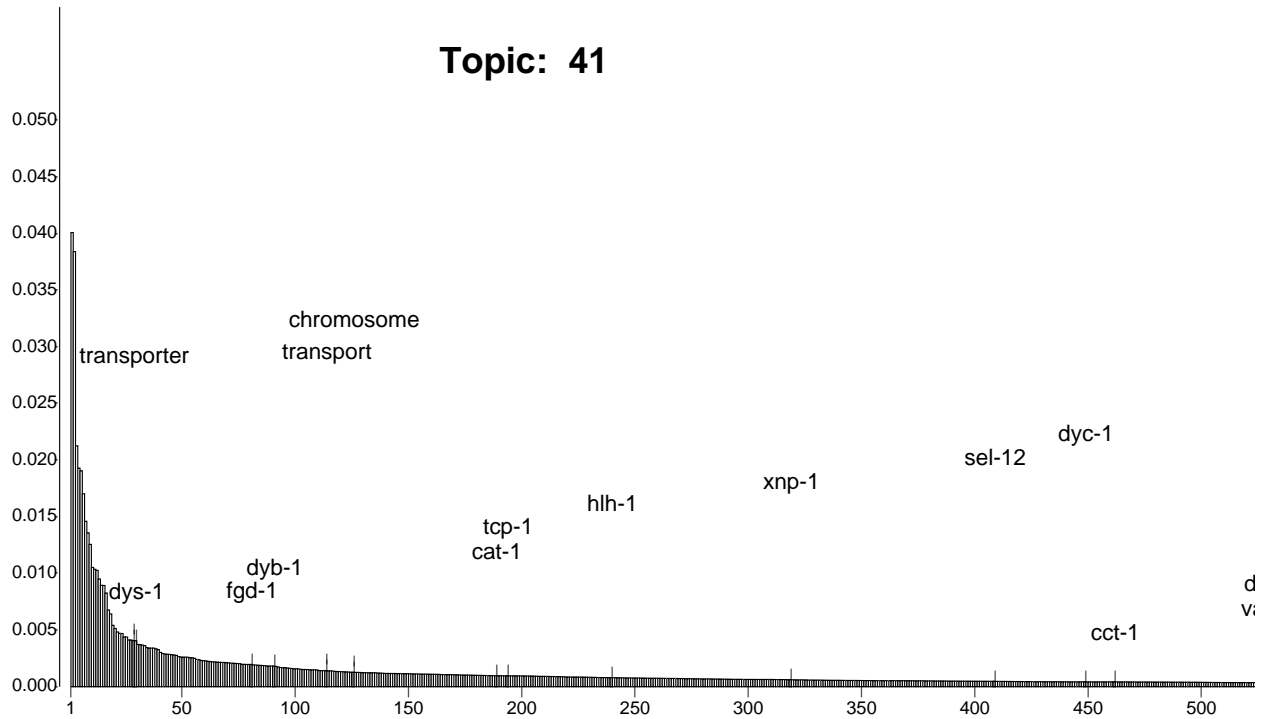 Topic: 41
0.050
0.045
0.040
0.035
chromosome
0.030
transport
transporter
0.025
dyc-1
0.020
sel-12
xnp-1
hlh-1
0.015
tcp-1
cat-1
0.010
dyb-1
dys-1
fgd-1
0.005
cct-1
0.000
1 50 100 150 200 250 300 350 400 450 500